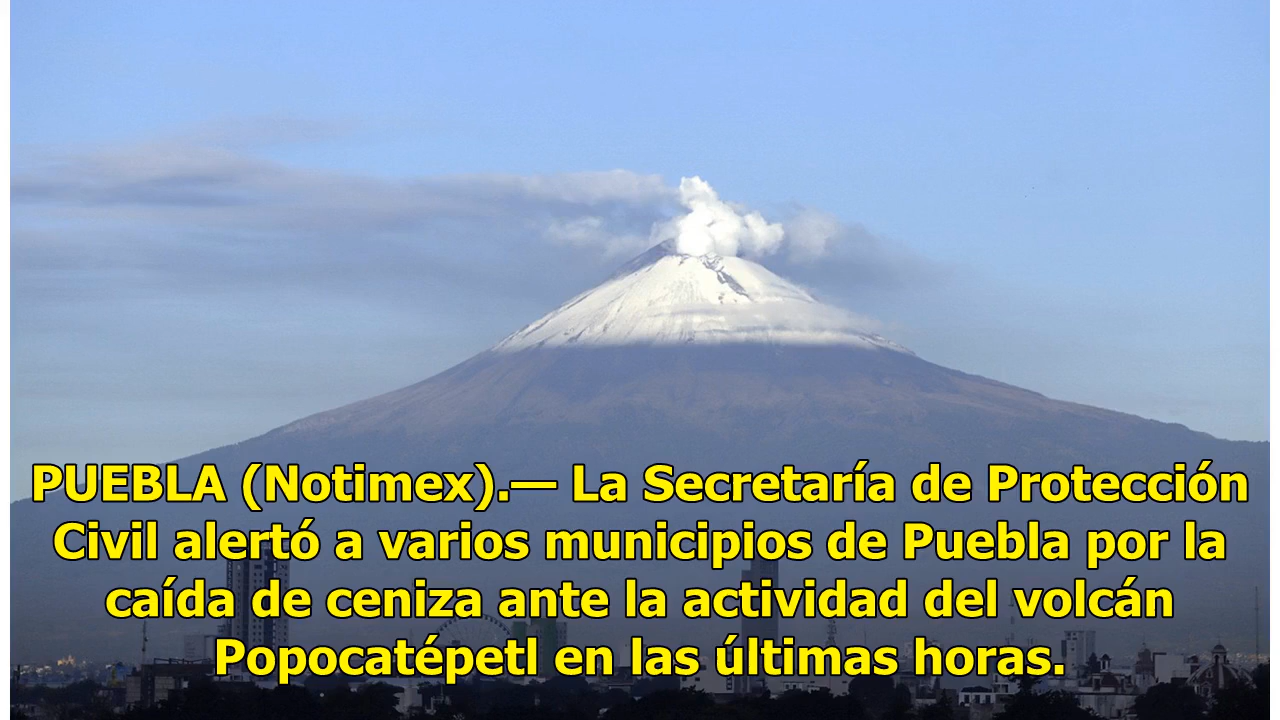 PUEBLA (Notimex).— La Secretaría de Protección
Civil alertó a varios municipios de Puebla por la
caída de ceniza ante la actividad del volcán
Popocatépetl en las últimas horas.